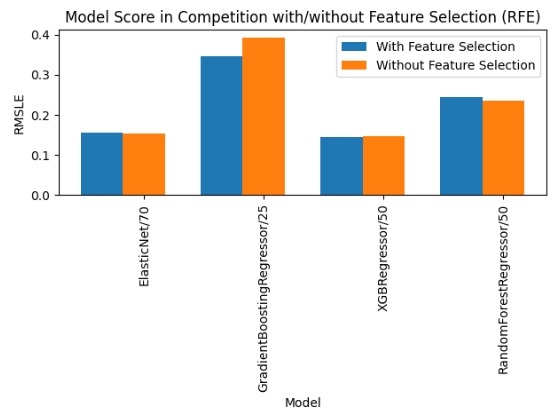 Model Score in Competition with/without Feature Selection (RFE)
With Feature Selection
Without Feature Selection
RMSLE
0.4
0.3
0.2
0.1
0.0
ElasticNet/70
GradientBoostingRegressor/25
XGBRegressor/50
RandomForestRegressor/50
Model